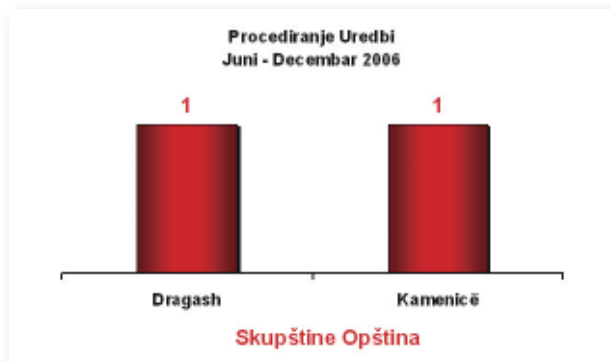 Procediranje Uredbi
Juni - Decembar 2006
1 1
Dragash Kamenicë
Skupštine Opština